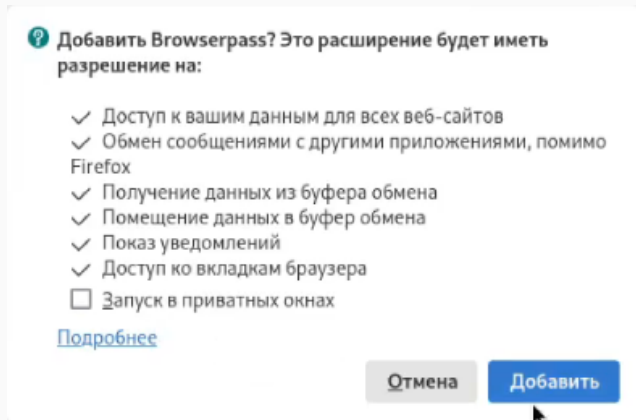 Добавить Browserpass? Это расширение будет иметь
разрешение на:
Доступ к вашим данным для всех веб-сайтов
Обмен сообщениями с другими приложениями, помимо
Firefox
Получение данных из буфера обмена
Помещение данных в буфер обмена
Показ уведомлений
Доступ ко вкладкам браузера
Запуск в приватных окнах
Подробнее
Отмена
Добавить